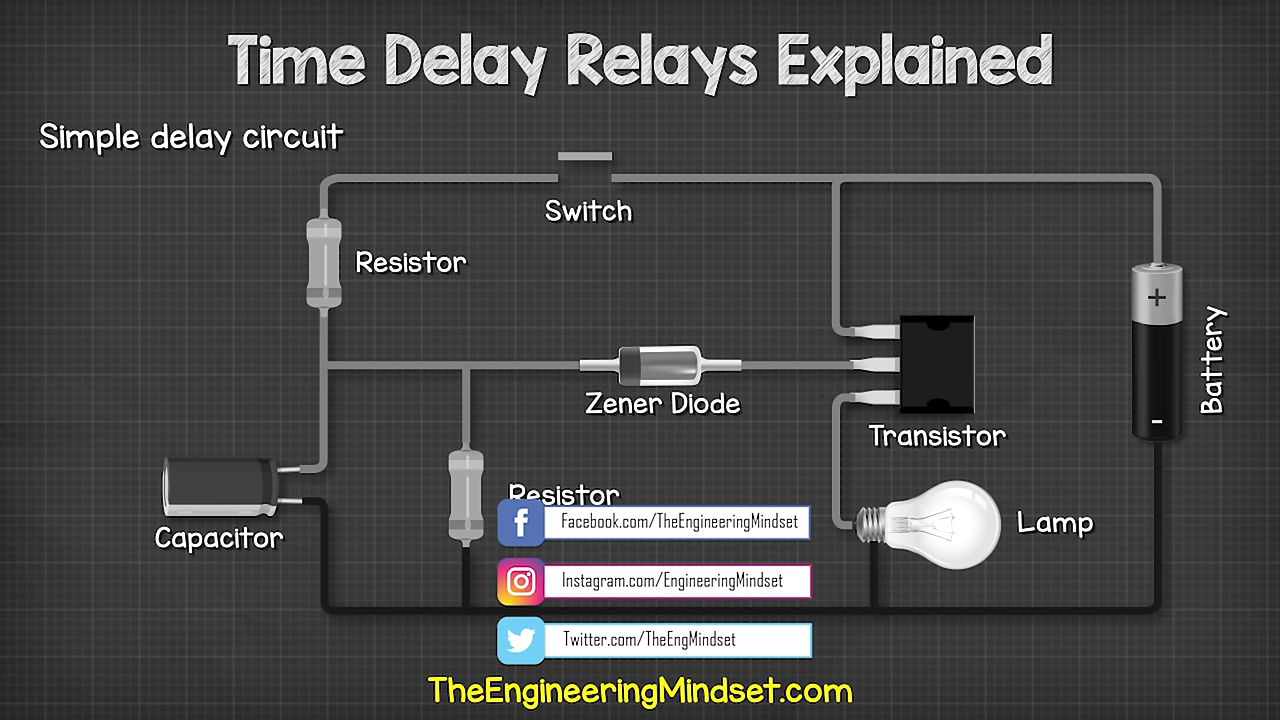 Time Delay Relays Explained
Simple delay circuit
Switch
Resistor
+
Battery
-
Zener Diode
Transistor
Resistor
Facebook.com/TheEngineeringMindset
Lamp
Capacitor
Instagram.com/EngineeringMindset
Twitter.com/TheEngMindset
TheEngineeringMindset.com